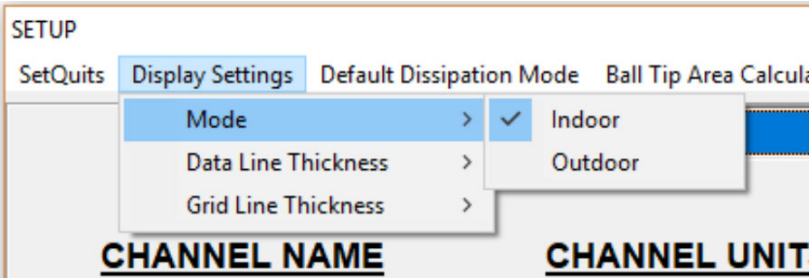 SETUP
SetQuits Display Settings Default Dissipation Mode Ball Tip Area
Mode > ✓ Indoor
Data Line Thickness > Outdoor
Grid Line Thickness >
CHANNEL NAME CHANNEL UNIT